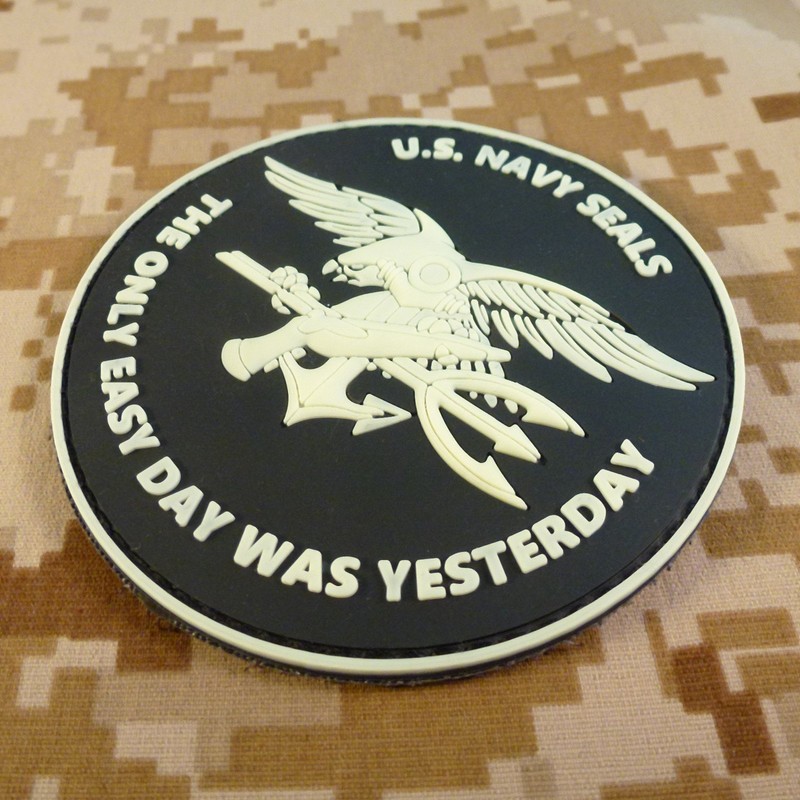 U.S. NAVY SEALS
THE ONLY EASY DAY WAS YESTERDAY